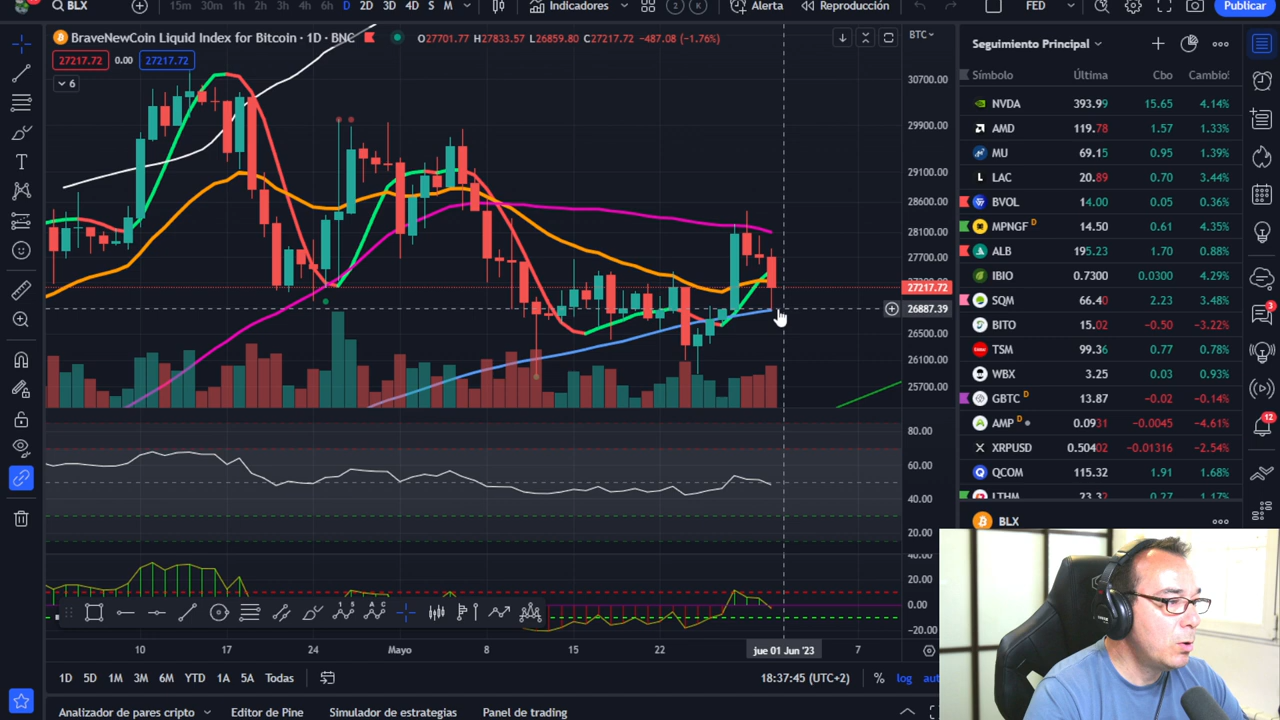 BLX
15m 30m 1h 2h 3h 4h 6h D 2D 3D 4D S M
Indicadores
2 K
Alerta
Reproducción
FED
Publicar
BraveNewCoin Liquid Index for Bitcoin · 1D · BNC
O27701.77 H27833.57 L26859.80 C27217.72 −487.08 (−1.76%)
BTC
27217.72 0.00 27217.72
6
30700.00
29900.00
29100.00
28600.00
28100.00
27700.00
27217.72
26887.39
26500.00
26100.00
25700.00
80.00
60.00
40.00
20.00
40.00
20.00
0.00
−20.00
10 17 24 Mayo 8 15 22 jue 01 Jun '23 7
1D 5D 1M 3M 6M YTD 1A 5A Todas
18:37:45 (UTC+2)
% log
Analizador de pares cripto
Editor de Pine
Simulador de estrategias
Panel de trading
Seguimiento Principal
Símbolo Última Cbo Cambio
NVDA 393.99 15.65 4.14%
AMD 119.78 1.57 1.33%
MU 69.15 0.95 1.39%
LAC 20.89 0.70 3.44%
BVOL 14.00 0.05 0.36%
MPNGF D 14.50 0.61 4.35%
ALB 195.23 1.70 0.88%
IBIO 0.7300 0.0300 4.29%
SQM 66.40 2.23 3.48%
BITO 15.02 −0.50 −3.22%
TSM 99.36 0.77 0.78%
WBX 3.25 0.03 0.93%
GBTC D 13.87 −0.02 −0.14%
AMP D 0.0931 −0.0045 −4.61%
XRPUSD 0.50402 −0.01316 −2.54%
QCOM 115.32 1.91 1.68%
LTHM 23.32 0.27 1.17%
BLX
3
12